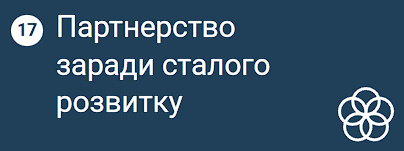 17 Партнерство
заради сталого
розвитку